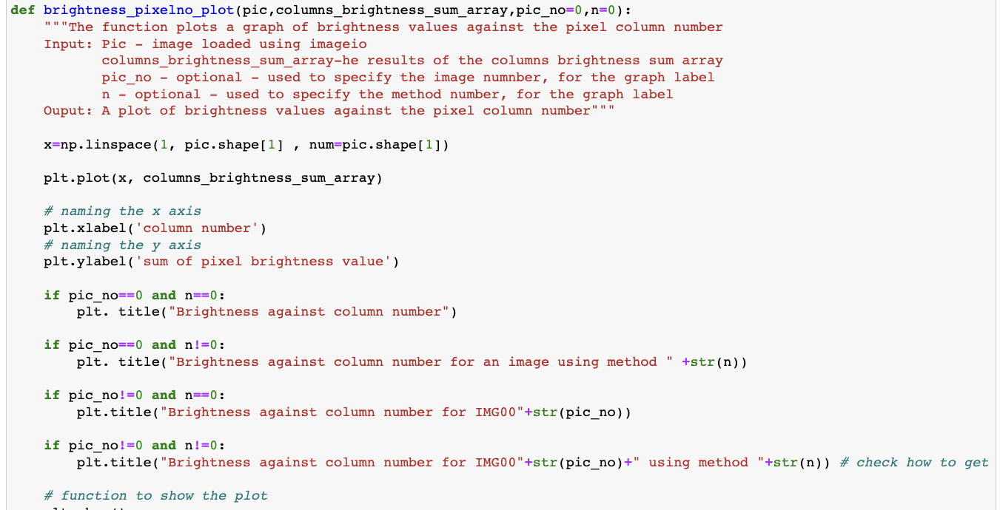 def brightness_pixelno_plot(pic,columns_brightness_sum_array,pic_no=0,n=0):
"""The function plots a graph of brightness values against the pixel column number
Input: Pic - image loaded using imageio
columns_brightness_sum_array-he results of the columns brightness sum array
pic_no - optional - used to specify the image numnber, for the graph label
n - optional - used to specify the method number, for the graph label
Ouput: A plot of brightness values against the pixel column number"""
x=np.linspace(1, pic.shape[1] , num=pic.shape[1])
plt.plot(x, columns_brightness_sum_array)
# naming the x axis
plt.xlabel('column number')
# naming the y axis
plt.ylabel('sum of pixel brightness value')
if pic_no==0 and n==0:
plt. title("Brightness against column number")
if pic_no==0 and n!=0:
plt. title("Brightness against column number for an image using method " +str(n))
if pic_no!=0 and n==0:
plt.title("Brightness against column number for IMG00"+str(pic_no))
if pic_no!=0 and n!=0:
plt.title("Brightness against column number for IMG00"+str(pic_no)+" using method "+str(n)) # check how to get
# function to show the plot